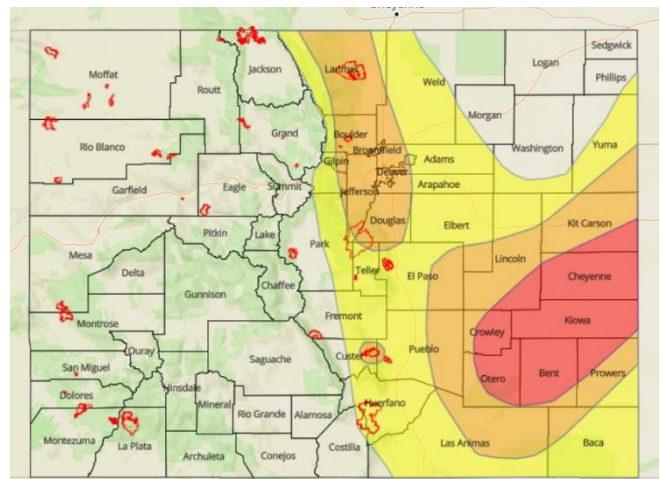 Cheyenne
Sedgwick
Logan
Larimer
Jackson
Moffat
Weld
Phillips
Routt
Morgan
Grand
Boulder
Rio Blanco
Washington
Yuma
Broomfield
Gilpin
Adams
Denver
Eagle
Summit
Arapahoe
Garfield
Jefferson
Douglas
Elbert
Kit Carson
Pitkin
Lake
Park
Mesa
Lincoln
Delta
Teller
El Paso
Cheyenne
Gunnison
Chaffee
Fremont
Kiowa
Montrose
Crowley
Ouray
Pueblo
Custer
Saguache
San Miguel
Otero
Bent
Prowers
Hinsdale
Dolores
Mineral
Huerfano
Rio Grande
Alamosa
Montezuma
La Plata
Las Animas
Baca
Costilla
Archuleta
Conejos